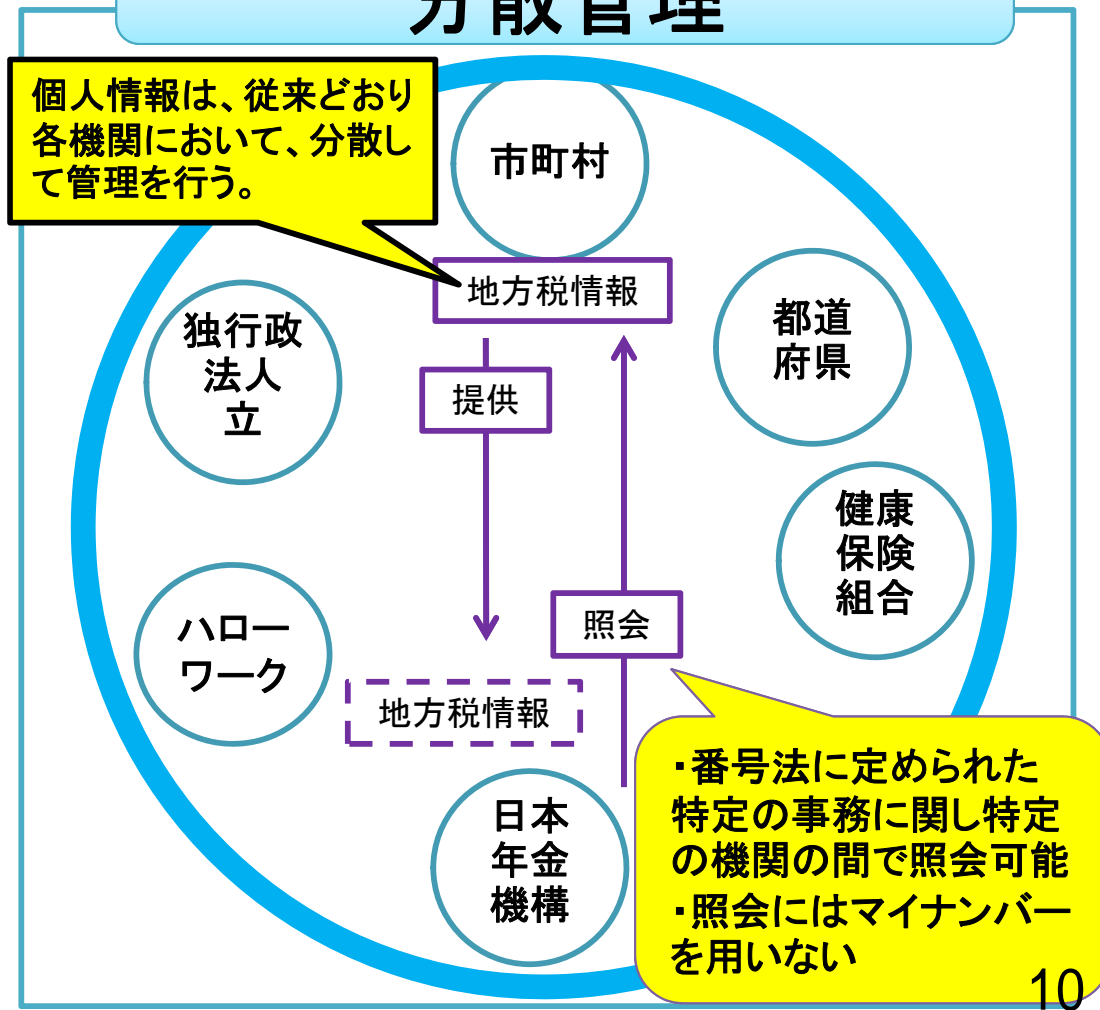 分散管理
個人情報は、従来どおり
各機関において、分散し
て管理を行う。
市町村
地方税情報
独行政
法人
立
都道
府県
提供
健康
保険
組合
照会
ハロー
ワーク
地方税情報
日本
年金
機構
・番号法に定められた
特定の事務に関し特定
の機関の間で照会可能
・照会にはマイナンバー
を用いない
10